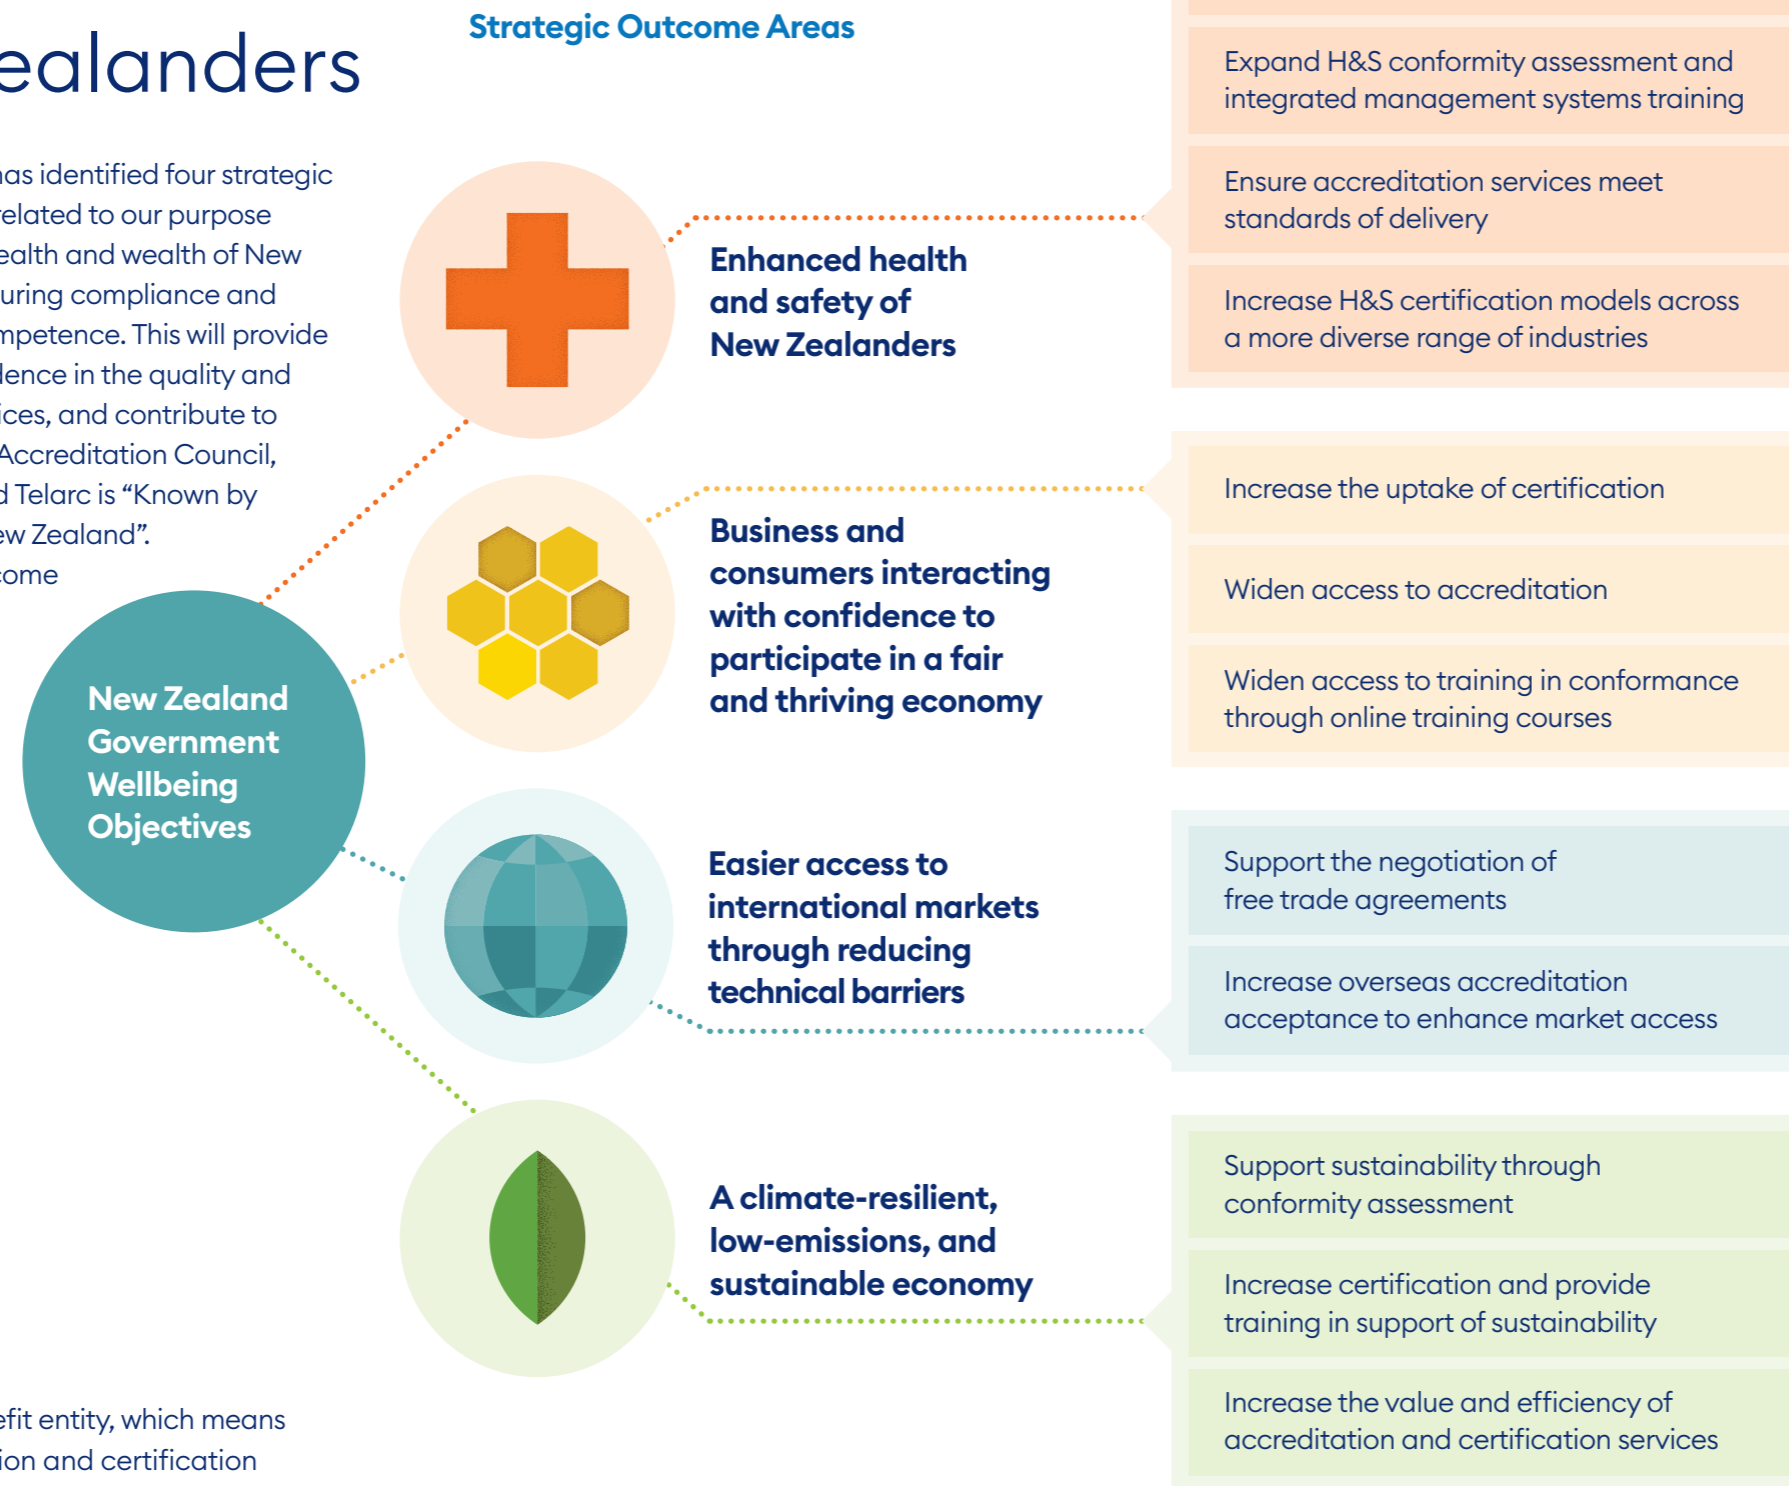 Strategic Outcome Areas
ealanders
has identified four strategic
related to our purpose
ealth and wealth of New
uring compliance and
mpetence. This will provide
dence in the quality and
ices, and contribute to
Accreditation Council,
d Telarc is “Known by
ew Zealand”.
come
New Zealand
Government
Wellbeing
Objectives
efit entity, which means
ion and certification
Enhanced health
and safety of
New Zealanders
Expand H&S conformity assessment and
integrated management systems training
Ensure accreditation services meet
standards of delivery
Increase H&S certification models across
a more diverse range of industries
Business and
consumers interacting
with confidence to
participate in a fair
and thriving economy
Increase the uptake of certification
Widen access to accreditation
Widen access to training in conformance
through online training courses
Easier access to
international markets
through reducing
technical barriers
Support the negotiation of
free trade agreements
Increase overseas accreditation
acceptance to enhance market access
A climate-resilient,
low-emissions, and
sustainable economy
Support sustainability through
conformity assessment
Increase certification and provide
training in support of sustainability
Increase the value and efficiency of
accreditation and certification services